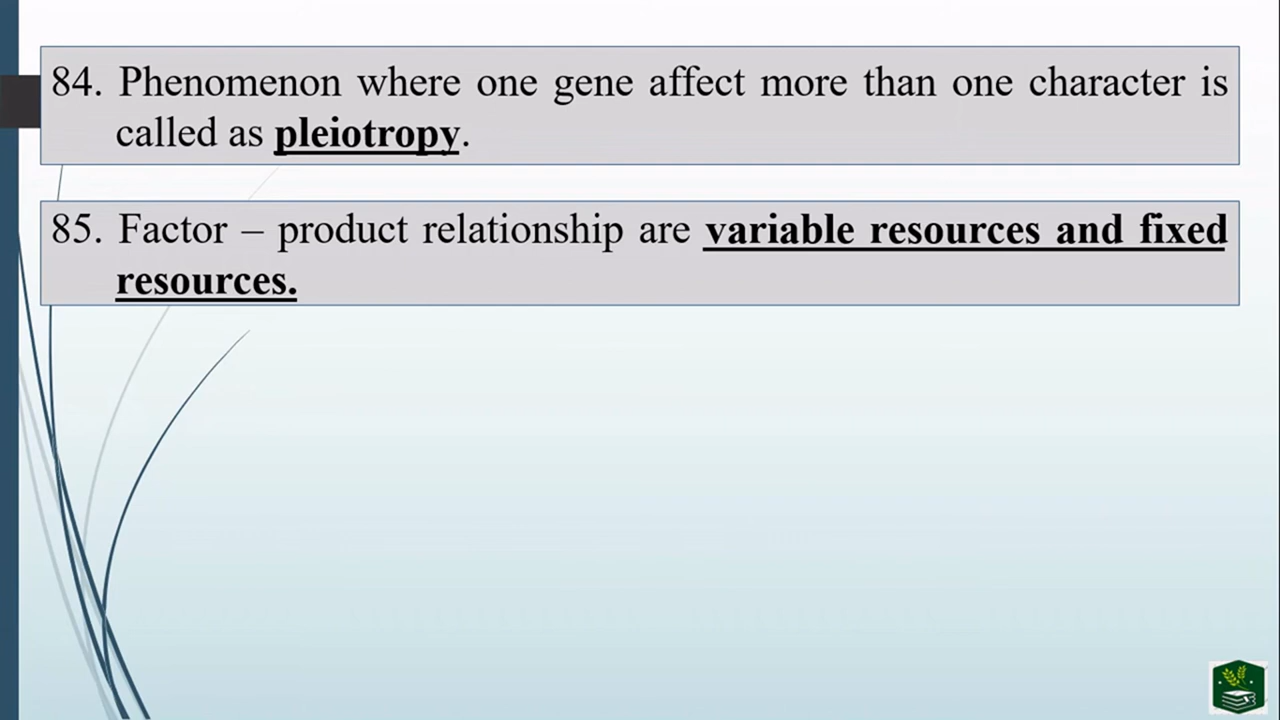 84. Phenomenon where one gene affect more than one character is
called as pleiotropy.
85. Factor – product relationship are variable resources and fixed
resources.